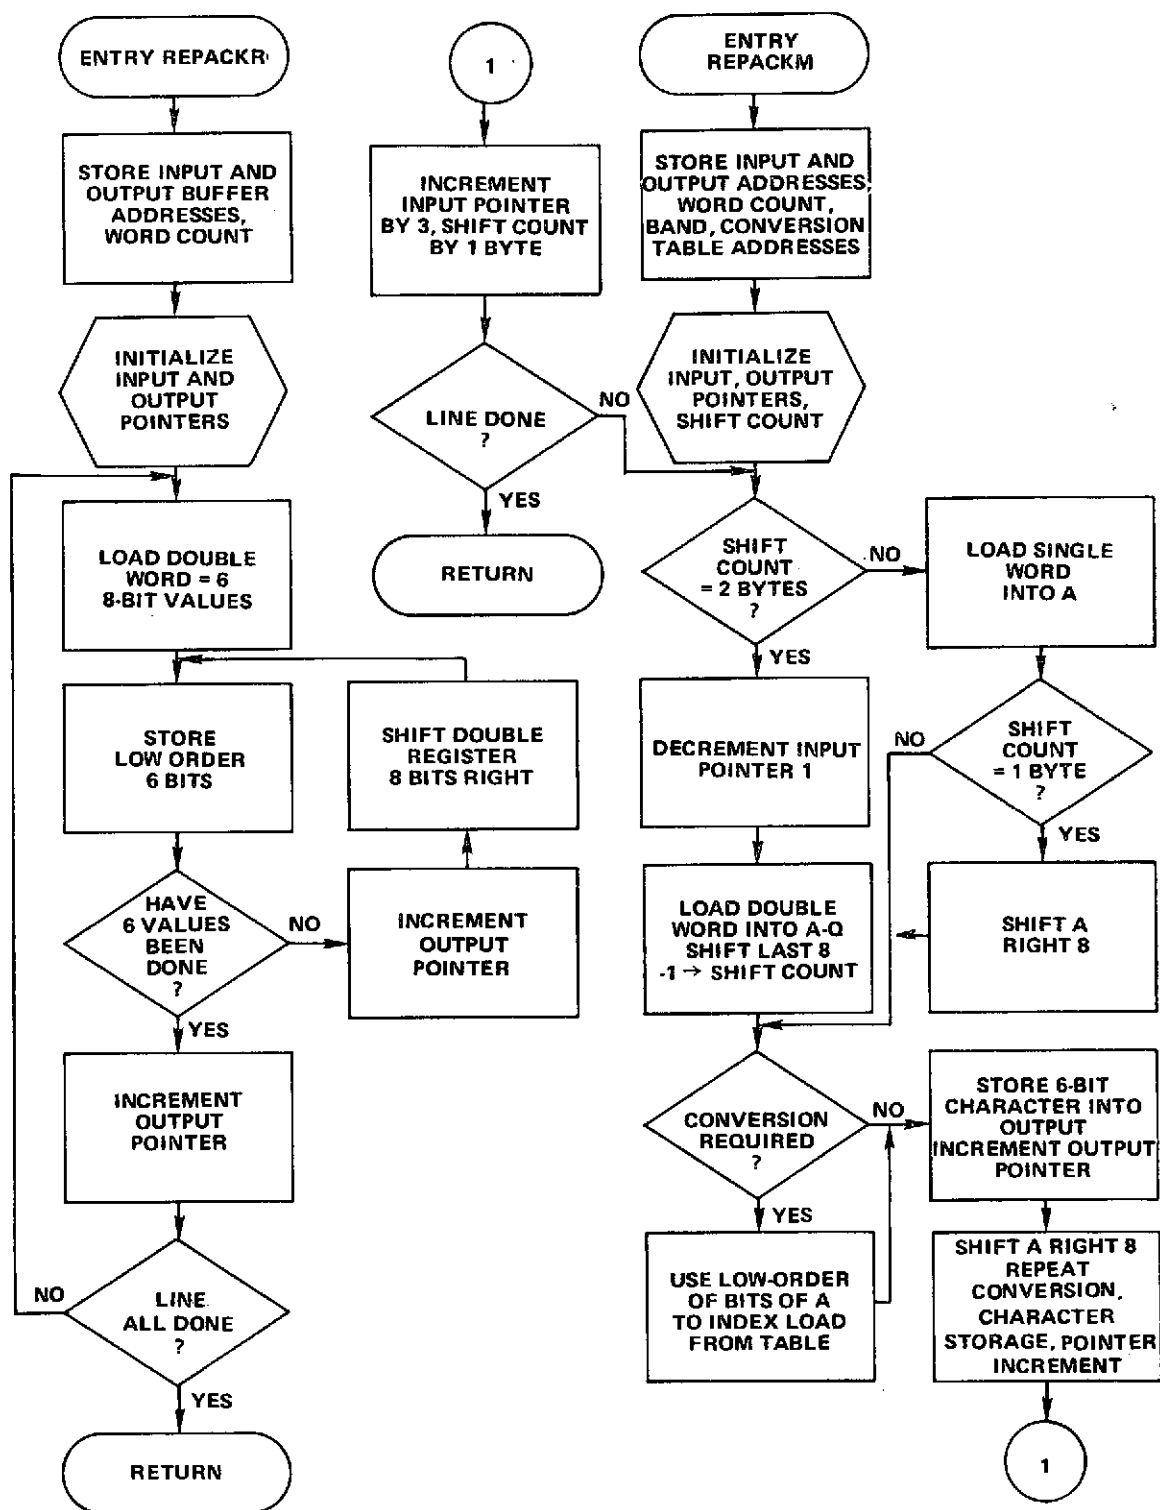 ENTRY REPACKR
STORE INPUT AND
OUTPUT BUFFER
ADDRESSES,
WORD COUNT
INITIALIZE
INPUT AND
OUTPUT
POINTERS
LOAD DOUBLE
WORD = 6
8-BIT VALUES
STORE
LOW ORDER
6 BITS
SHIFT DOUBLE
REGISTER
8 BITS RIGHT
HAVE
6 VALUES
BEEN
DONE
?
NO
INCREMENT
OUTPUT
POINTER
YES
INCREMENT
OUTPUT
POINTER
NO
LINE
ALL DONE
?
YES
RETURN
1
INCREMENT
INPUT POINTER
BY 3, SHIFT COUNT
BY 1 BYTE
LINE DONE
?
NO
YES
RETURN
ENTRY
REPACKM
STORE INPUT AND
OUTPUT ADDRESSES,
WORD COUNT,
BAND, CONVERSION
TABLE ADDRESSES
INITIALIZE
INPUT, OUTPUT
POINTERS,
SHIFT COUNT
SHIFT
COUNT
= 2 BYTES
?
NO
LOAD SINGLE
WORD
INTO A
YES
DECREMENT INPUT
POINTER 1
NO
SHIFT
COUNT
= 1 BYTE
?
YES
LOAD DOUBLE
WORD INTO A-Q
SHIFT LAST 8
-1 → SHIFT COUNT
SHIFT A
RIGHT 8
CONVERSION
REQUIRED
?
NO
STORE 6-BIT
CHARACTER INTO
OUTPUT
INCREMENT OUTPUT
POINTER
YES
USE LOW-ORDER
OF BITS OF A
TO INDEX LOAD
FROM TABLE
SHIFT A RIGHT 8
REPEAT
CONVERSION,
CHARACTER
STORAGE, POINTER
INCREMENT
1